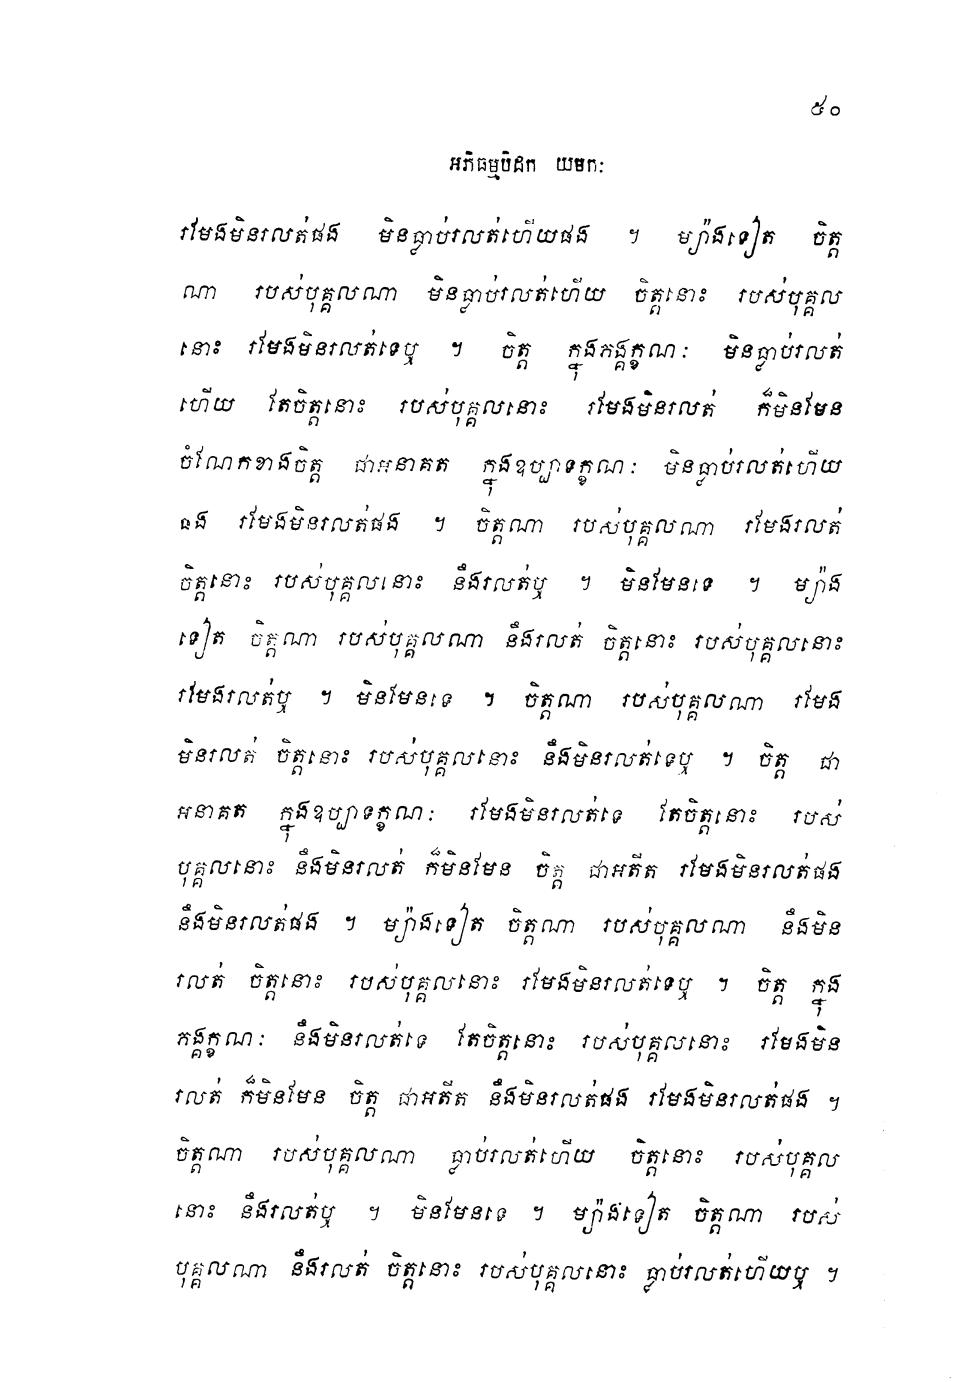 ៥០
អភិធម្មបិដក យមកៈ
រមែងមិនរលត់ផង មិនធ្លាប់រលត់ហើយផង ។ ម្យ៉ាងទៀត ចិត្ត
ណា របស់បុគ្គលណា មិនធ្លាប់រលត់ហើយ ចិត្តនោះ របស់បុគ្គល
នោះ រមែងមិនរលត់ទេឬ ។ ចិត្ត ក្នុងភង្គក្ខណៈ មិនធ្លាប់រលត់
ហើយ តែចិត្តនោះ របស់បុគ្គលនោះ រមែងមិនរលត់ ក៏មិនមែន
ចំណែកខាងចិត្ត ជាអនាគត ក្នុងឧប្បាទក្ខណៈ មិនធ្លាប់រលត់ហើយ
ផង រមែងមិនរលត់ផង ។ ចិត្តណា របស់បុគ្គលណា រមែងរលត់
ចិត្តនោះ របស់បុគ្គលនោះ នឹងរលត់ឬ ។ មិនមែនទេ ។ ម្យ៉ាង
ទៀត ចិត្តណា របស់បុគ្គលណា នឹងរលត់ ចិត្តនោះ របស់បុគ្គលនោះ
រមែងរលត់ឬ ។ មិនមែនទេ ។ ចិត្តណា របស់បុគ្គលណា រមែង
មិនរលត់ ចិត្តនោះ របស់បុគ្គលនោះ នឹងមិនរលត់ទេឬ ។ ចិត្ត ជា
អនាគត ក្នុងឧប្បាទក្ខណៈ រមែងមិនរលត់ទេ តែចិត្តនោះ របស់
បុគ្គលនោះ នឹងមិនរលត់ ក៏មិនមែន ចិត្ត ជាអតីត រមែងមិនរលត់ផង
នឹងមិនរលត់ផង ។ ម្យ៉ាងទៀត ចិត្តណា របស់បុគ្គលណា នឹងមិន
រលត់ ចិត្តនោះ របស់បុគ្គលនោះ រមែងមិនរលត់ទេឬ ។ ចិត្ត ក្នុង
ភង្គក្ខណៈ នឹងមិនរលត់ទេ តែចិត្តនោះ របស់បុគ្គលនោះ រមែងមិន
រលត់ ក៏មិនមែន ចិត្ត ជាអតីត នឹងមិនរលត់ផង រមែងមិនរលត់ផង ។
ចិត្តណា របស់បុគ្គលណា ធ្លាប់រលត់ហើយ ចិត្តនោះ របស់បុគ្គល
នោះ នឹងរលត់ឬ ។ មិនមែនទេ ។ ម្យ៉ាងទៀត ចិត្តណា របស់
បុគ្គលណា នឹងរលត់ ចិត្តនោះ របស់បុគ្គលនោះ ធ្លាប់រលត់ហើយឬ ។